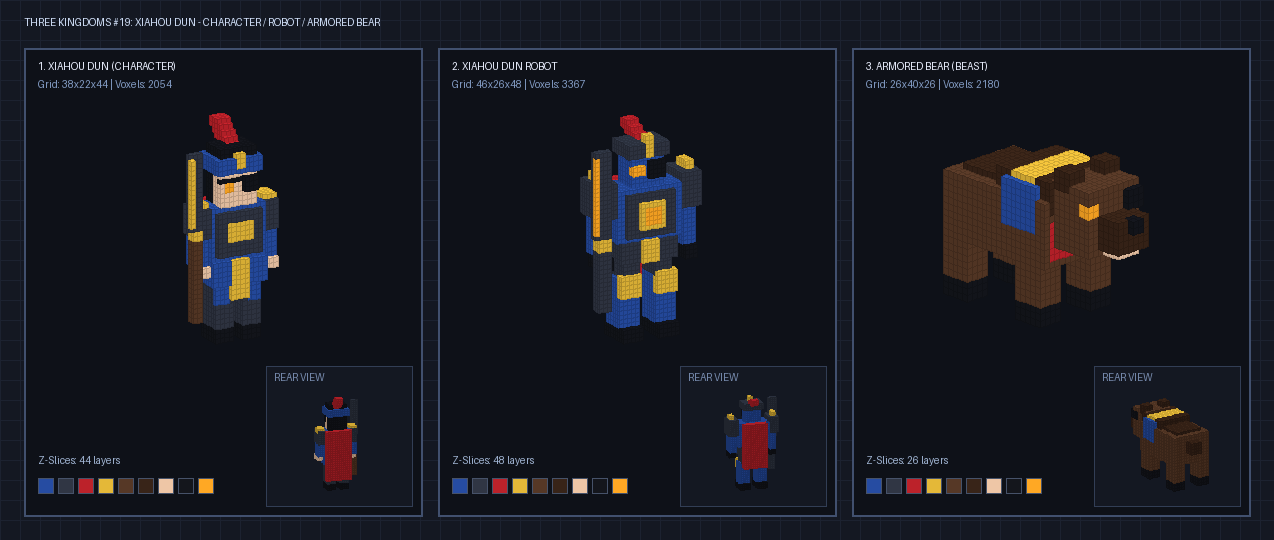 THREE KINGDOMS #19: XIAHOU DUN - CHARACTER / ROBOT / ARMORED BEAR
1. XIAHOU DUN (CHARACTER)
Grid: 38x22x44 | Voxels: 2054
REAR VIEW
Z-Slices: 44 layers
2. XIAHOU DUN ROBOT
Grid: 46x26x48 | Voxels: 3367
REAR VIEW
Z-Slices: 48 layers
3. ARMORED BEAR (BEAST)
Grid: 26x40x26 | Voxels: 2180
REAR VIEW
Z-Slices: 26 layers